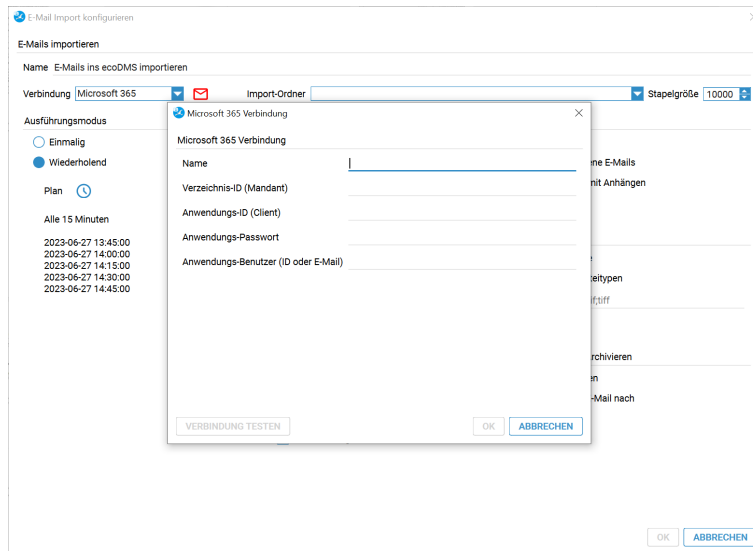 E-Mail Import konfigurieren
E-Mails importieren
Name E-Mails ins ecoDMS importieren
Verbindung Microsoft 365 Import-Ordner Stapelgröße 10000
Ausführungsmodus
Einmalig
Wiederholend
Plan
Alle 15 Minuten
2023-06-27 13:45:00
2023-06-27 14:00:00
2023-06-27 14:15:00
2023-06-27 14:30:00
2023-06-27 14:45:00
Microsoft 365 Verbindung
Microsoft 365 Verbindung
Name
Verzeichnis-ID (Mandant)
Anwendungs-ID (Client)
Anwendungs-Passwort
Anwendungs-Benutzer (ID oder E-Mail)
VERBINDUNG TESTEN OK ABBRECHEN
ene E-Mails
mit Anhängen
eitypen
if;tiff
rchivieren
en
-Mail nach
OK ABBRECHEN